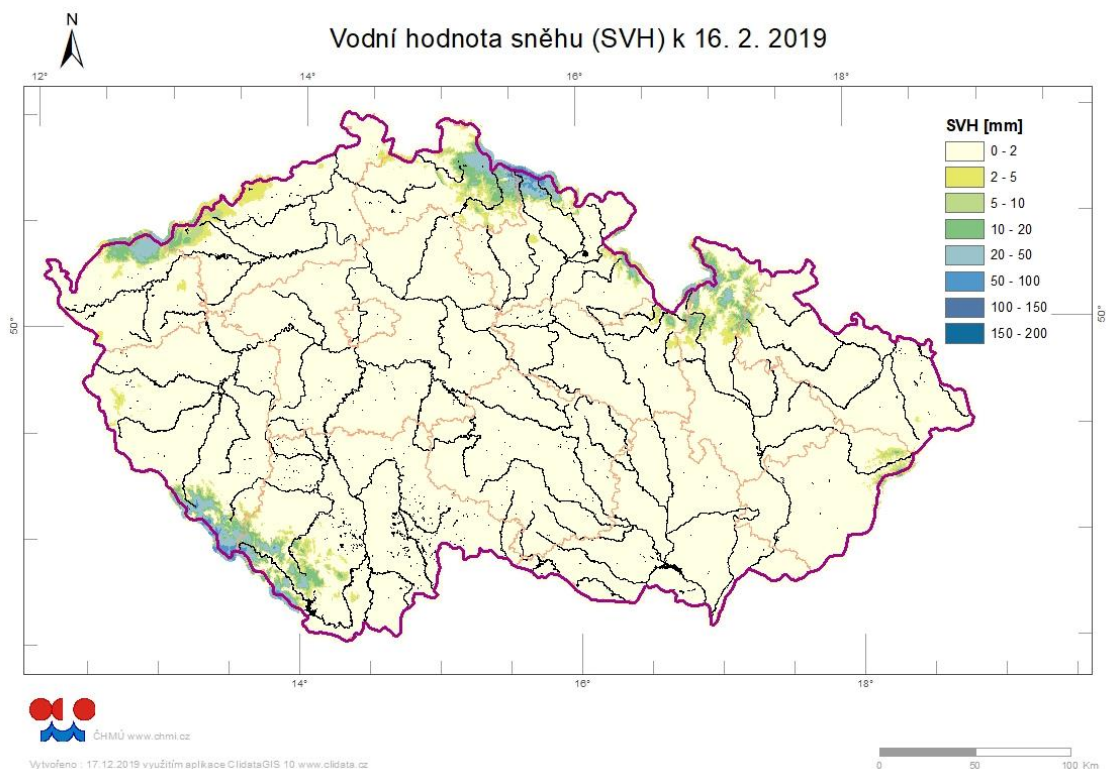 N
Vodní hodnota sněhu (SVH) k 16. 2. 2019
12°
14°
16°
18°
SVH [mm]
0 - 2
2 - 5
5 - 10
10 - 20
20 - 50
50 - 100
100 - 150
150 - 200
50°
50°
14°
16°
18°
ČHMÚ www.chmi.cz
Vytvořeno : 17.12.2019 využitím aplikace ClidataGIS 10 www.clidata.cz
0 50 100 Km